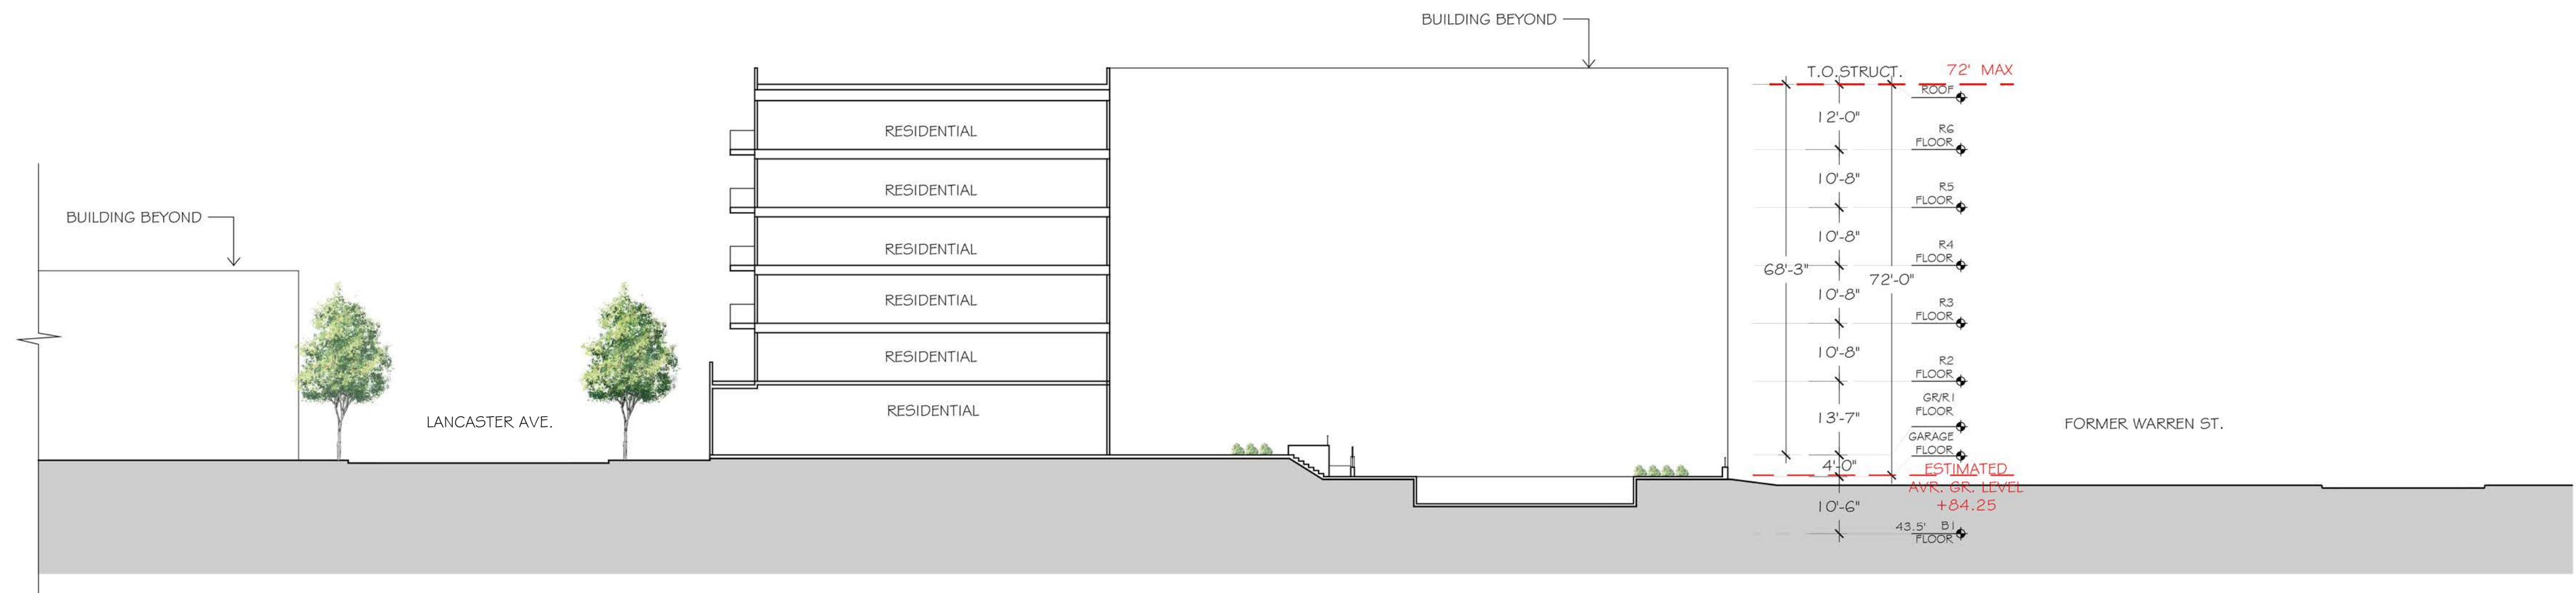 BUILDING BEYOND
T.O.STRUCT.
72' MAX
ROOF
12'-0"
RESIDENTIAL
R6
FLOOR
10'-8"
RESIDENTIAL
R5
FLOOR
BUILDING BEYOND
10'-8"
RESIDENTIAL
R4
FLOOR
68'-3"
72'-0"
10'-8"
RESIDENTIAL
R3
FLOOR
10'-8"
RESIDENTIAL
R2
FLOOR
GR/R1
FLOOR
RESIDENTIAL
13'-7"
LANCASTER AVE.
FORMER WARREN ST.
GARAGE
FLOOR
4'-0"
ESTIMATED
AVR. GR. LEVEL
+84.25
10'-6"
43.5' B1
FLOOR